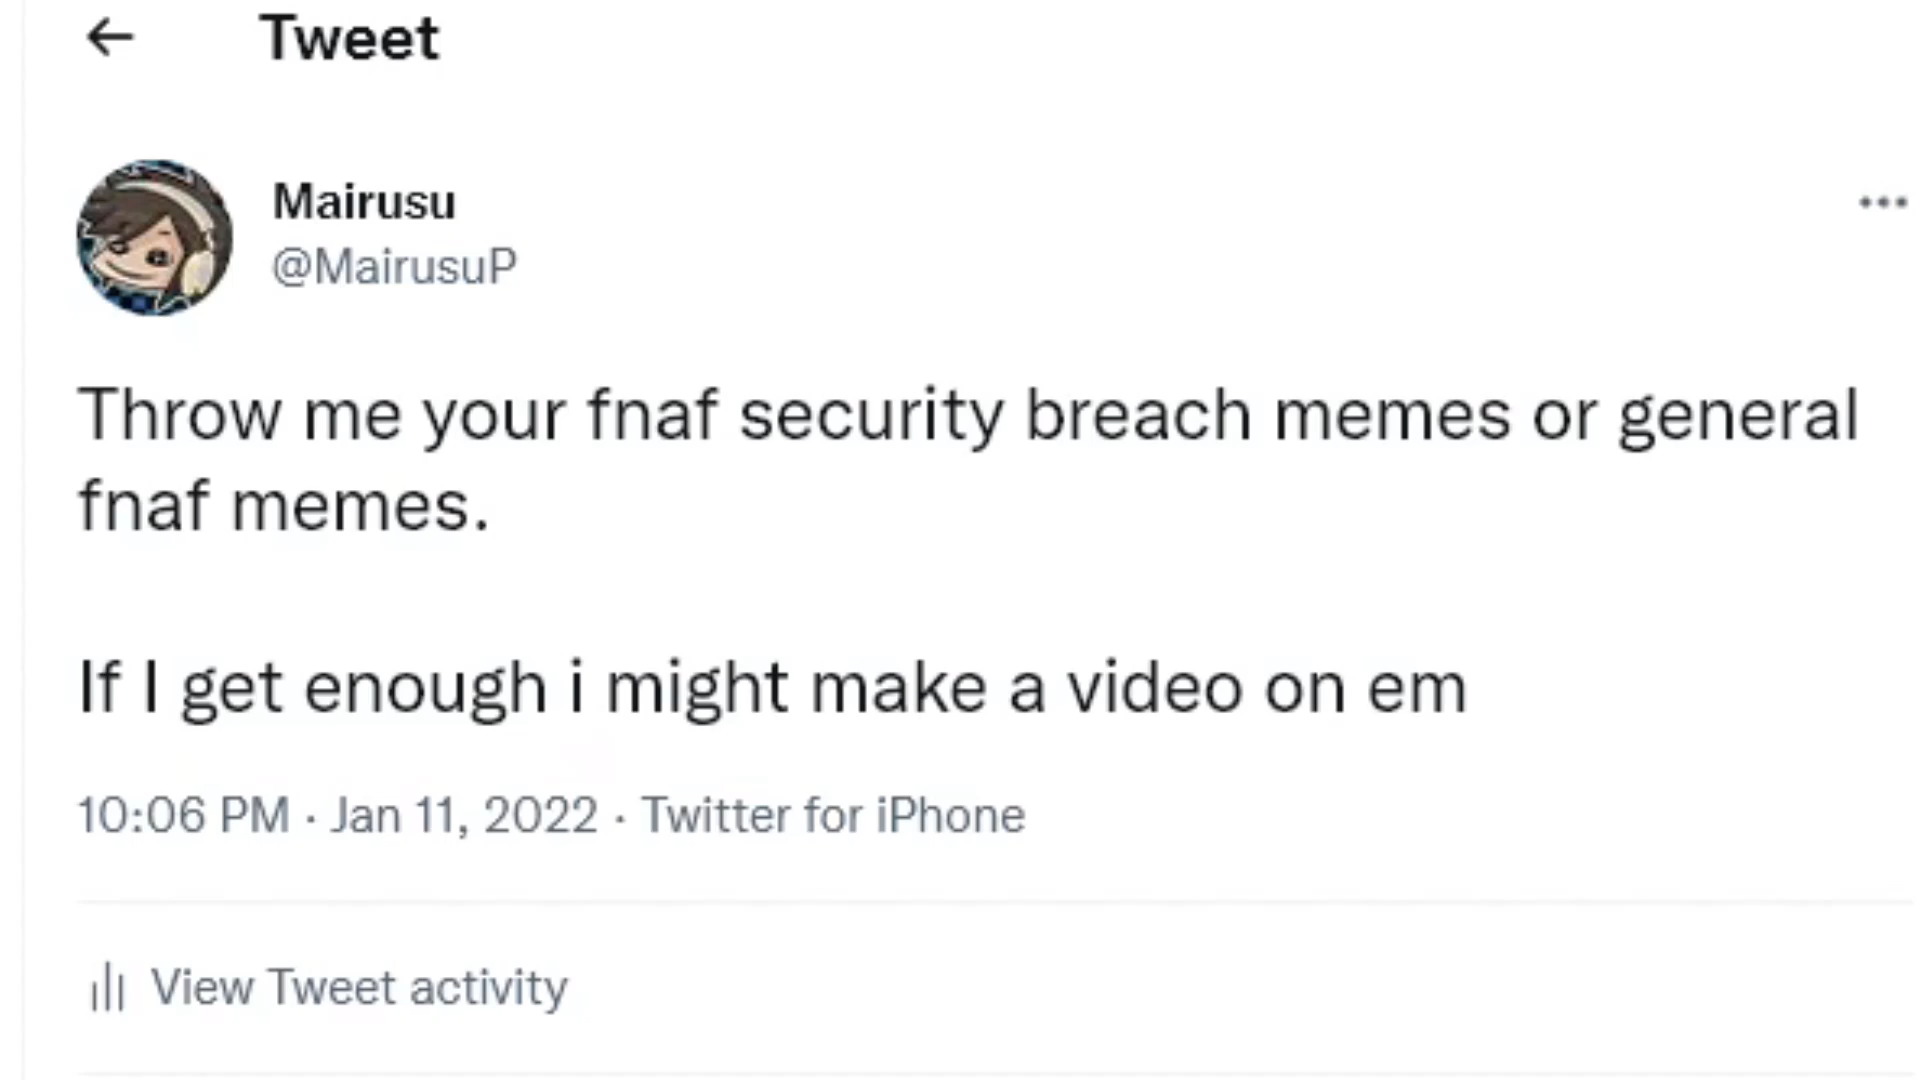 Tweet
Mairusu
@MairusuP
Throw me your fnaf security breach memes or general
fnaf memes.
If I get enough i might make a video on em
10:06 PM · Jan 11, 2022 · Twitter for iPhone
View Tweet activity